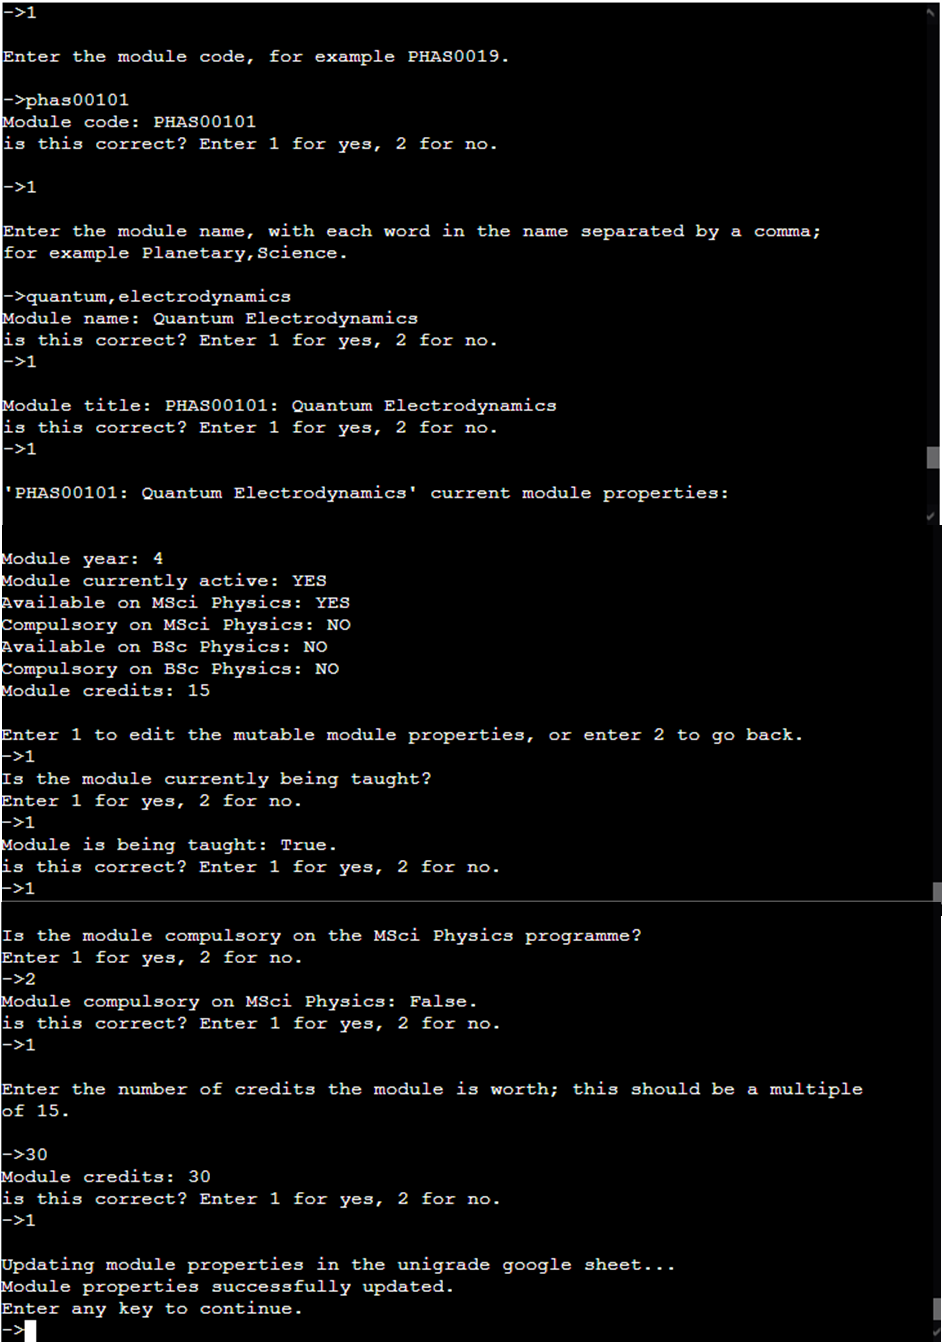 ->1
Enter the module code, for example PHAS0019.
->phas00101
Module code: PHAS00101
is this correct? Enter 1 for yes, 2 for no.
->1
Enter the module name, with each word in the name separated by a comma;
for example Planetary,Science.
->quantum,electrodynamics
Module name: Quantum Electrodynamics
is this correct? Enter 1 for yes, 2 for no.
->1
Module title: PHAS00101: Quantum Electrodynamics
is this correct? Enter 1 for yes, 2 for no.
->1
'PHAS00101: Quantum Electrodynamics' current module properties:
Module year: 4
Module currently active: YES
Available on MSci Physics: YES
Compulsory on MSci Physics: NO
Available on BSc Physics: NO
Compulsory on BSc Physics: NO
Module credits: 15
Enter 1 to edit the mutable module properties, or enter 2 to go back.
->1
Is the module currently being taught?
Enter 1 for yes, 2 for no.
->1
Module is being taught: True.
is this correct? Enter 1 for yes, 2 for no.
->1
Is the module compulsory on the MSci Physics programme?
Enter 1 for yes, 2 for no.
->2
Module compulsory on MSci Physics: False.
is this correct? Enter 1 for yes, 2 for no.
->1
Enter the number of credits the module is worth; this should be a multiple
of 15.
->30
Module credits: 30
is this correct? Enter 1 for yes, 2 for no.
->1
Updating module properties in the unigrade google sheet...
Module properties successfully updated.
Enter any key to continue.
->